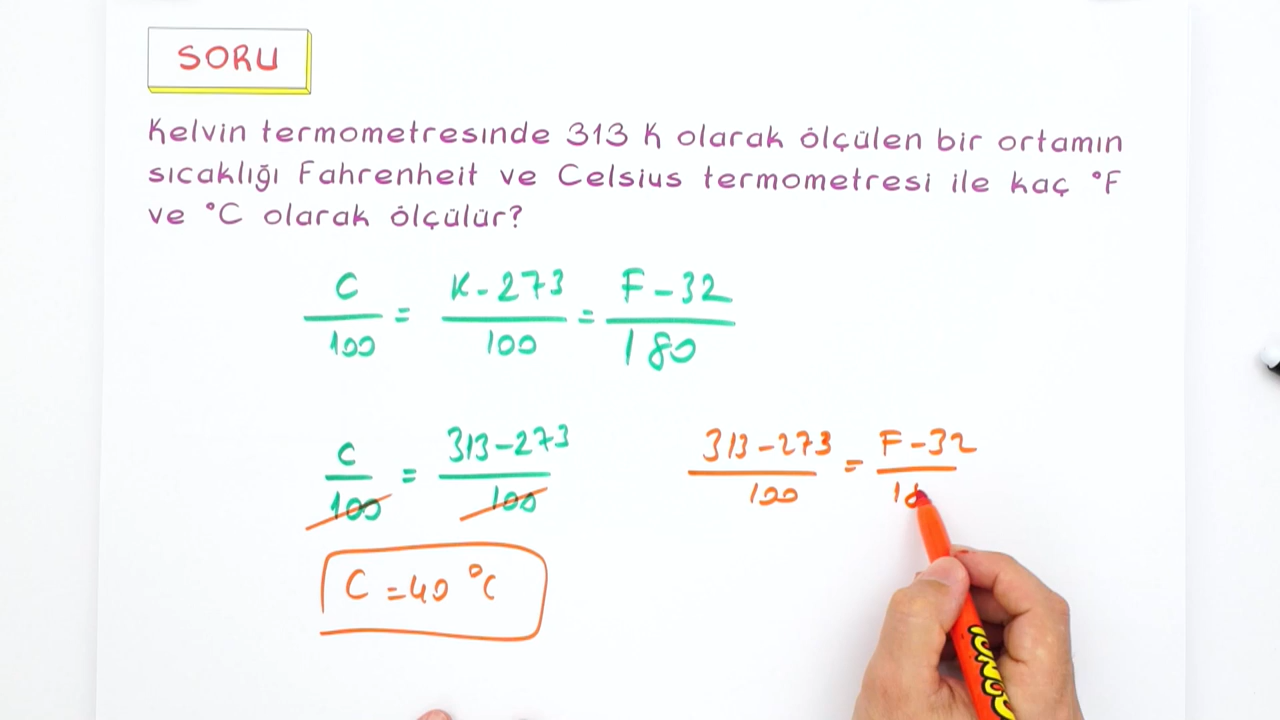 SORU
Kelvin termometresinde 313 K olarak ölçülen bir ortamın
sıcaklığı Fahrenheit ve Celsius termometresi ile kaç °F
ve °C olarak ölçülür?
C/100 = K-273/100 = F-32/180
C/100 = 313-273/100
313-273/100 = F-32/18
C = 40 °C